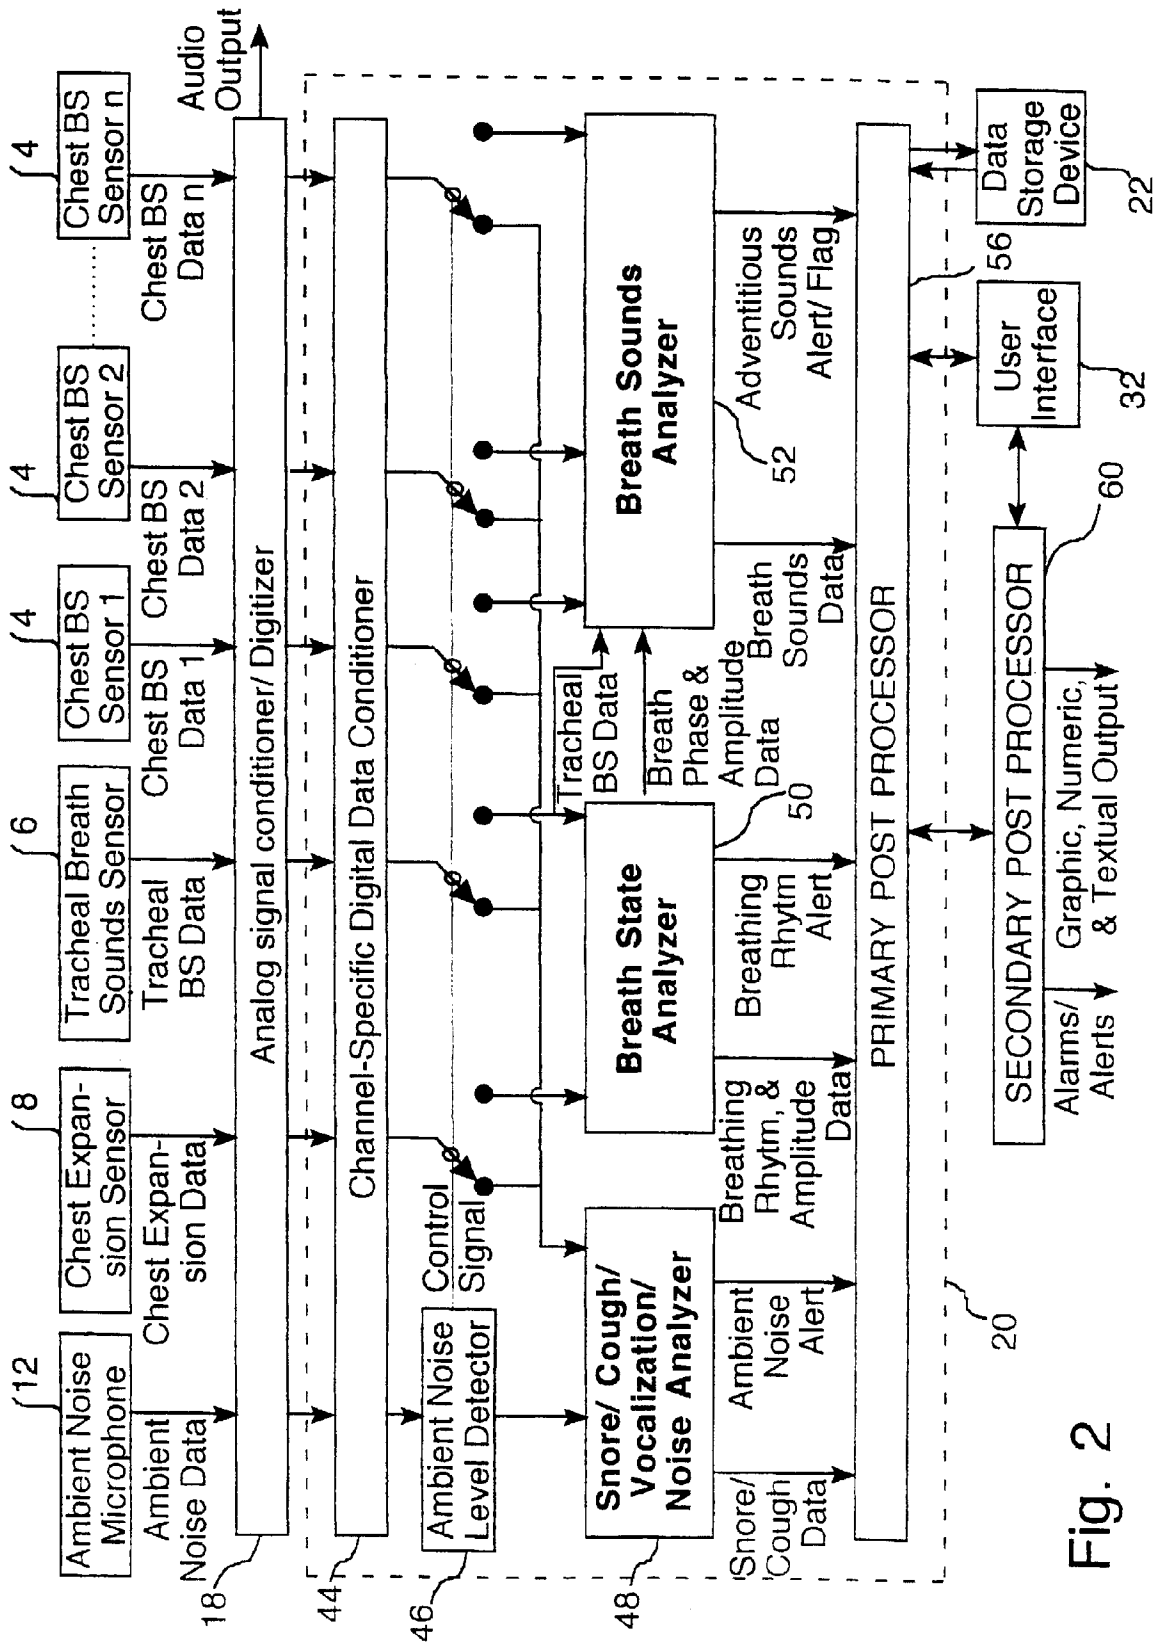 12
8
6
4
4
4
Ambient Noise
Microphone
Chest Expan-
sion Sensor
Tracheal Breath
Sounds Sensor
Chest BS
Sensor 1
Chest BS
Sensor 2
Chest BS
Sensor n
Ambient
Noise Data
Chest Expan-
sion Data
Tracheal
BS Data
Chest BS
Data 1
Chest BS
Data 2
Chest BS
Data n
Audio
Output
18
Analog signal conditioner/ Digitizer
44
Channel-Specific Digital Data Conditioner
46
Ambient Noise
Level Detector
Control
Signal
48
Snore/ Cough/
Vocalization/
Noise Analyzer
Breath State
Analyzer
50
Tracheal
BS Data
Breath
Phase &
Amplitude
Data
Breath Sounds
Analyzer
52
Snore/
Cough
Data
Ambient
Noise
Alert
Breathing
Rhytm, &
Amplitude
Data
Breathing
Rhytm
Alert
Breath
Sounds
Data
Adventitious
Sounds
Alert/ Flag
PRIMARY POST PROCESSOR
56
20
SECONDARY POST PROCESSOR
60
User
Interface
32
Data
Storage
Device
22
Alarms/
Alerts
Graphic, Numeric,
& Textual Output
Fig. 2